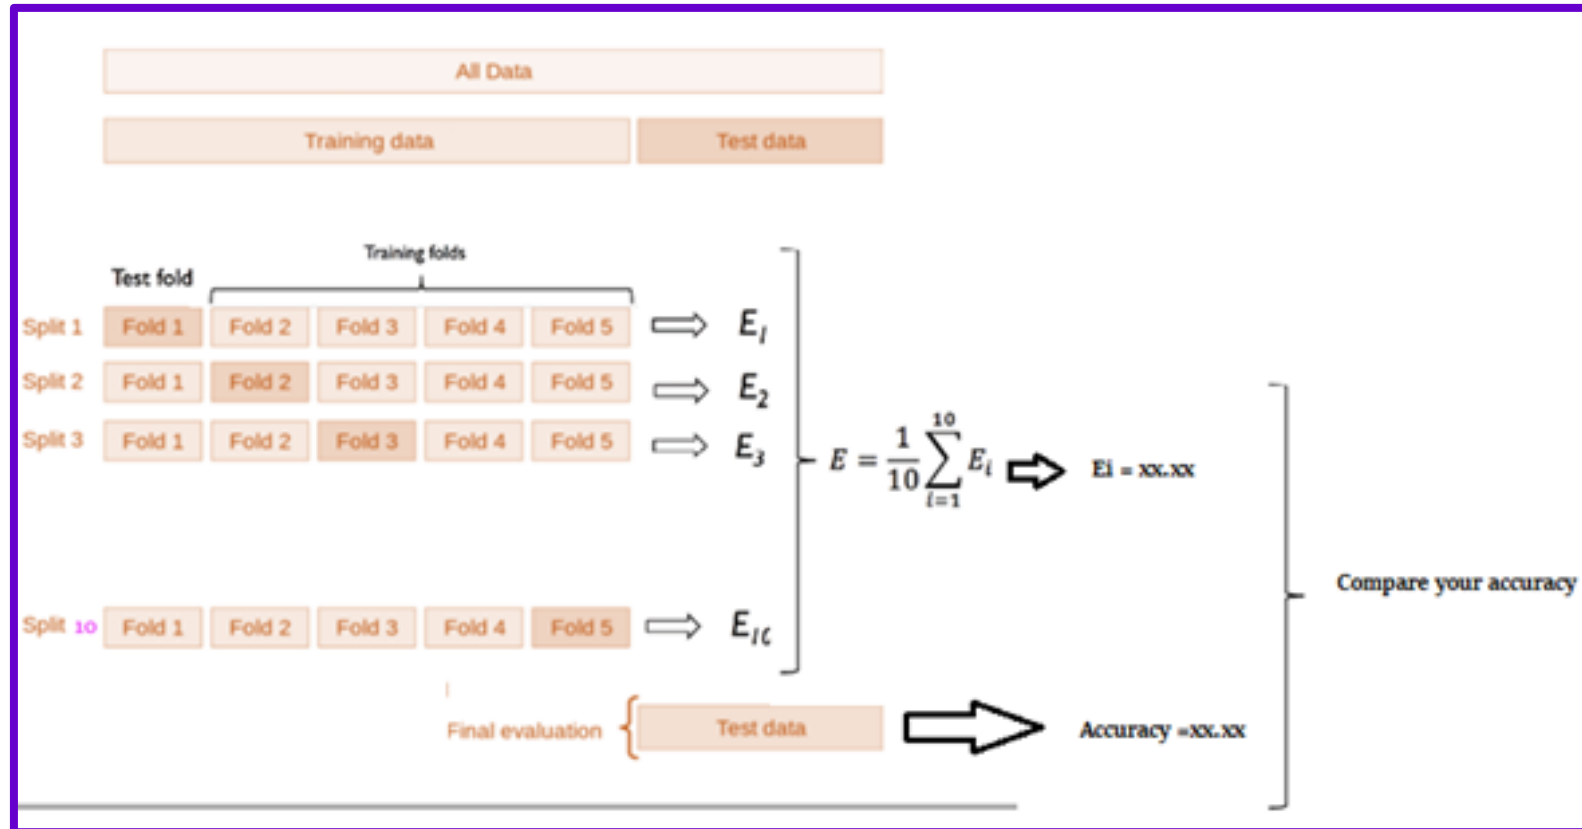 All Data
Training data Test data
Training folds
Test fold
Split 1 Fold 1 Fold 2 Fold 3 Fold 4 Fold 5 E1
Split 2 Fold 1 Fold 2 Fold 3 Fold 4 Fold 5 E2
Split 3 Fold 1 Fold 2 Fold 3 Fold 4 Fold 5 E3
E = 1/10 ∑_{i=1}^{10} E_i Ei = xx.xx
Compare your accuracy
Split 10 Fold 1 Fold 2 Fold 3 Fold 4 Fold 5 E10
Final evaluation Test data Accuracy =xx.xx